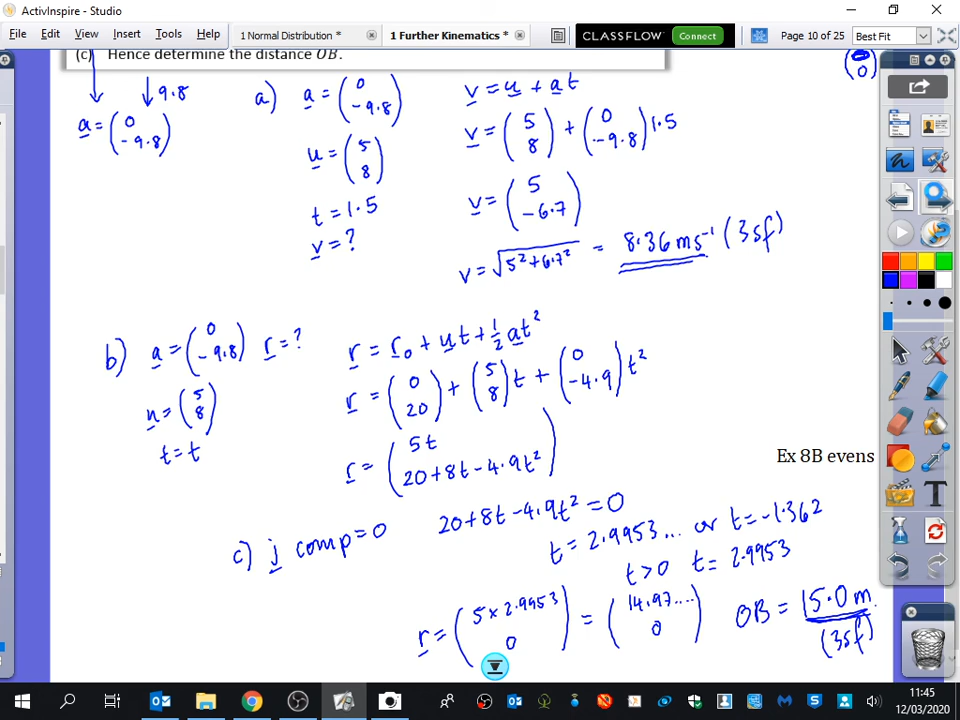 ActivInspire - Studio
File Edit View Insert Tools Help
1 Normal Distribution *
1 Further Kinematics *
CLASSFLOW Connect
Page 10 of 25
Best Fit
(c) Hence determine the distance OB.
9.8
a = (0 / -9.8)
(0)
a) a = (0 / -9.8)
u = (5 / 8)
t = 1.5
v = ?
v = u + at
v = (5 / 8) + (0 / -9.8) 1.5
v = (5 / -6.7)
v = √5² + 6.7² = 8.36 ms⁻¹ (3sf)
b) a = (0 / -9.8) r = ?
u = (5 / 8)
t = t
r = r₀ + ut + ½at²
r = (0 / 20) + (5 / 8) t + (0 / -4.9) t²
r = (5t / 20+8t-4.9t²)
Ex 8B evens
c) j comp = 0
20+8t-4.9t² = 0
t = 2.9953... or t = -1.362
t > 0 t = 2.9953
r = (5 × 2.9953 / 0) = (14.97.... / 0)
OB = 15.0 m
(3sf)
11:45
12/03/2020